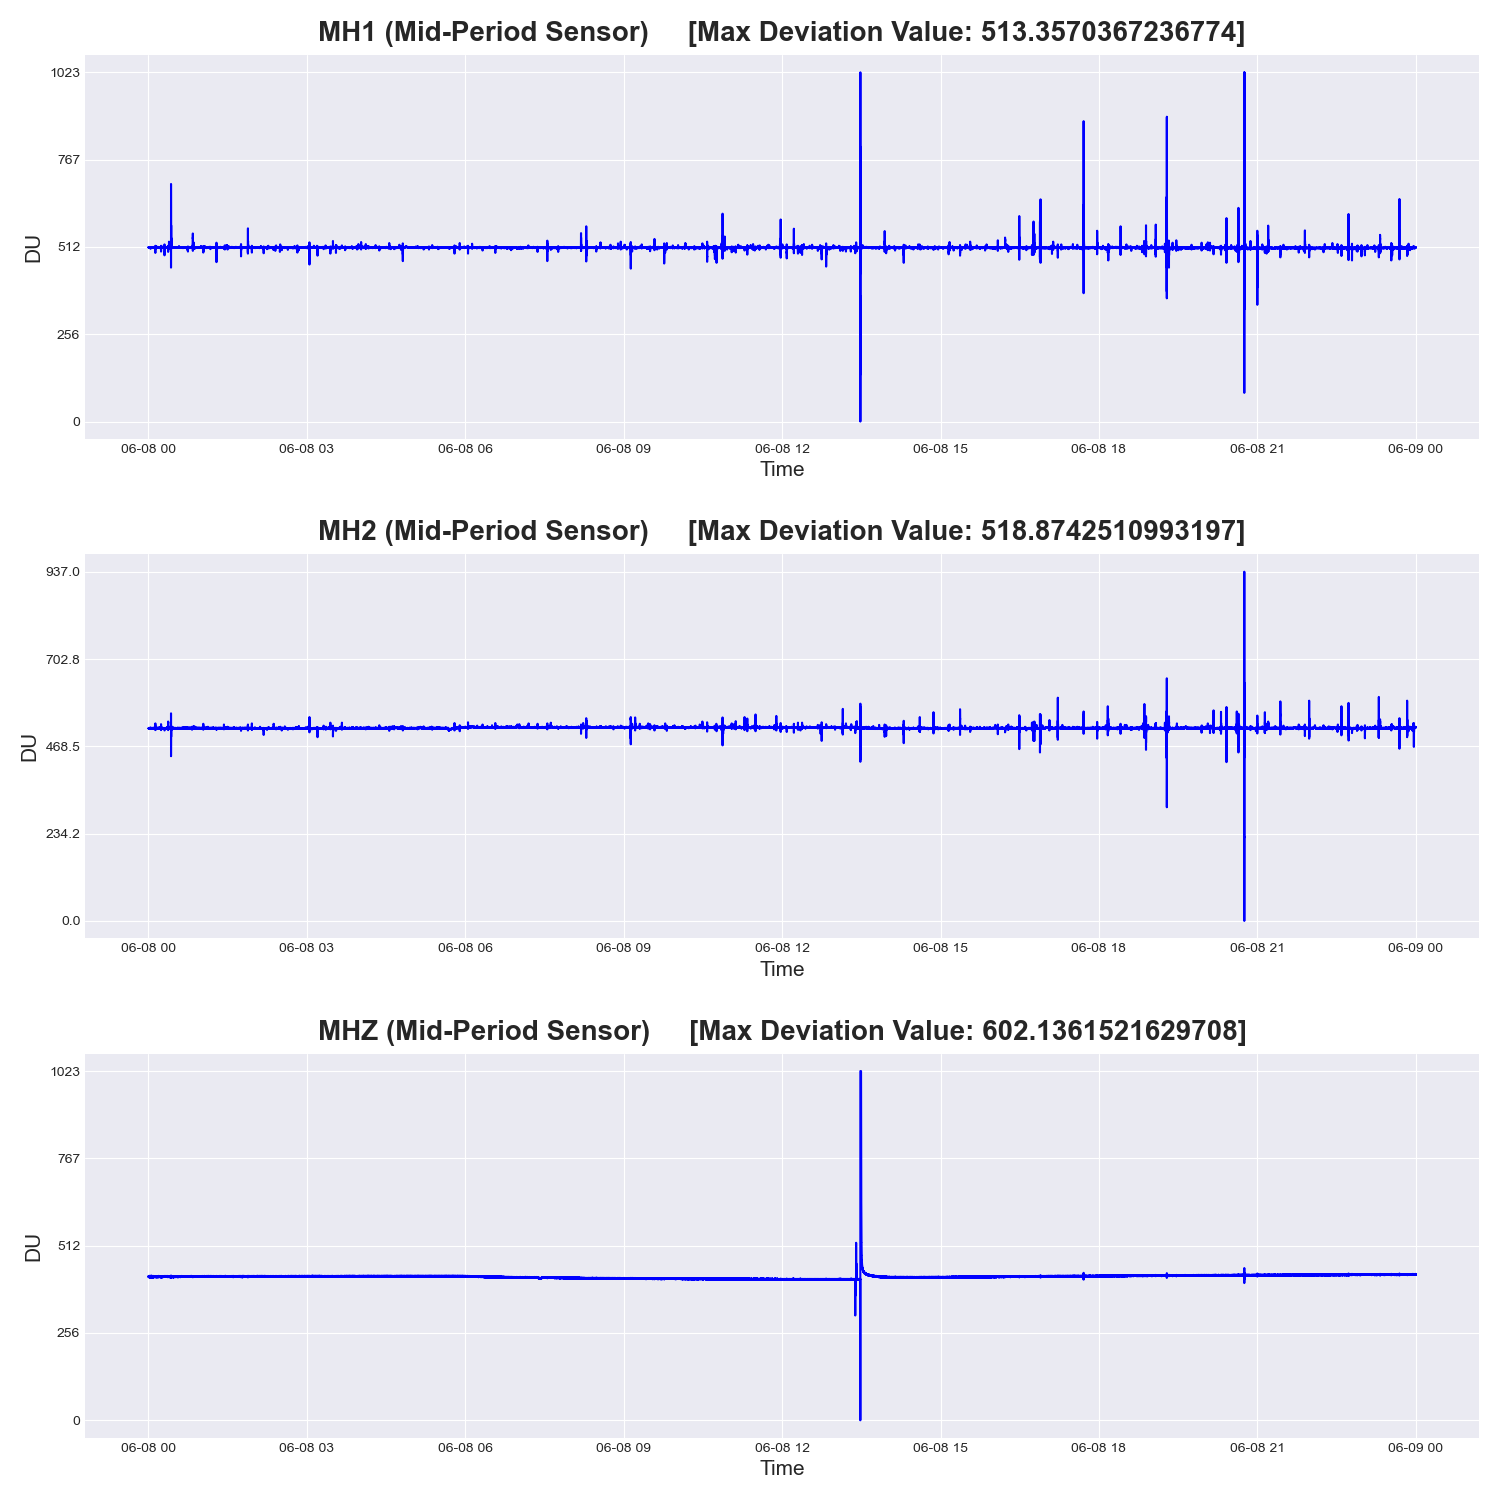 MH1 (Mid-Period Sensor) [Max Deviation Value: 513.3570367236774]
1023
767
512
256
0
DU
06-08 00 06-08 03 06-08 06 06-08 09 06-08 12 06-08 15 06-08 18 06-08 21 06-09 00
Time
MH2 (Mid-Period Sensor) [Max Deviation Value: 518.8742510993197]
937.0
702.8
468.5
234.2
0.0
DU
06-08 00 06-08 03 06-08 06 06-08 09 06-08 12 06-08 15 06-08 18 06-08 21 06-09 00
Time
MHZ (Mid-Period Sensor) [Max Deviation Value: 602.1361521629708]
1023
767
512
256
0
DU
06-08 00 06-08 03 06-08 06 06-08 09 06-08 12 06-08 15 06-08 18 06-08 21 06-09 00
Time